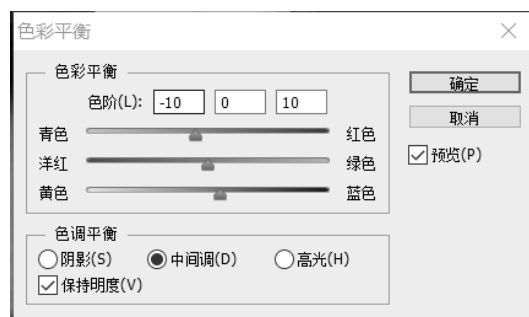 色彩平衡
色彩平衡
色阶(L): -10 0 10
确定
取消
预览(P)
青色 红色
洋红 绿色
黄色 蓝色
色调平衡
阴影(S) 中间调(D) 高光(H)
保持明度(V)